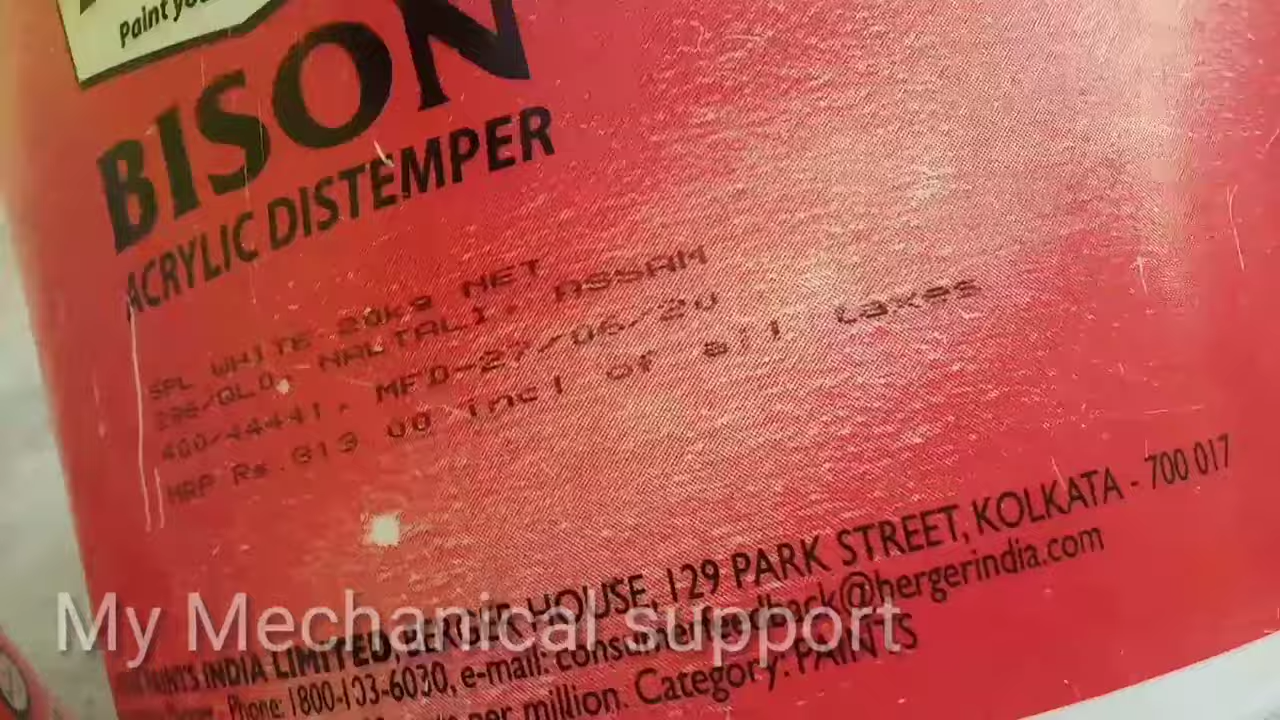 Paint you
BISON
ACRYLIC DISTEMPER
SPL WHITE 20kg NET
NALTALI, ASSAM
MFD-27/06/20
MRP Rs.813 00 incl of all taxes
INDIA LIMITED, BERGER HOUSE, 129 PARK STREET, KOLKATA - 700 017
Phone: 1800-103-6030, e-mail: consumerfeedback@bergerindia.com
per million. Category: PAINTS
My Mechanical support